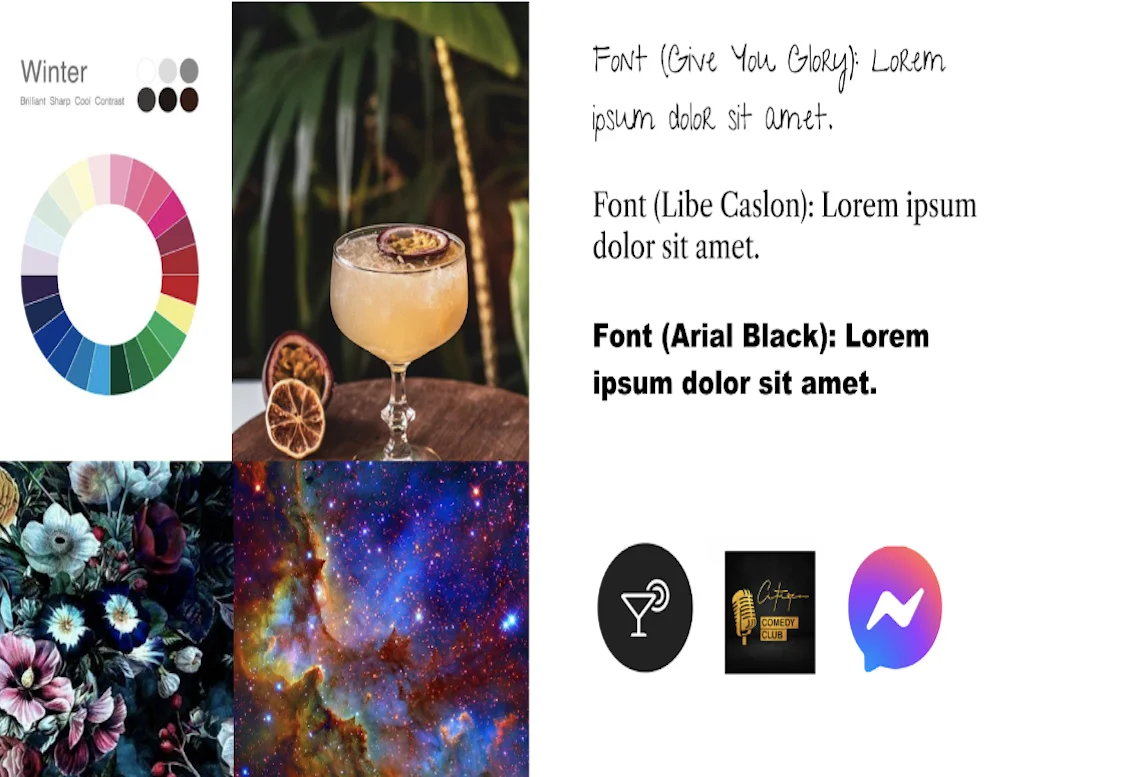 Winter
Brilliant Sharp Cool Contrast
Font (Give You Glory): Lorem
ipsum dolor sit amet.
Font (Libe Caslon): Lorem ipsum
dolor sit amet.
Font (Arial Black): Lorem
ipsum dolor sit amet.
COMEDY
CLUB